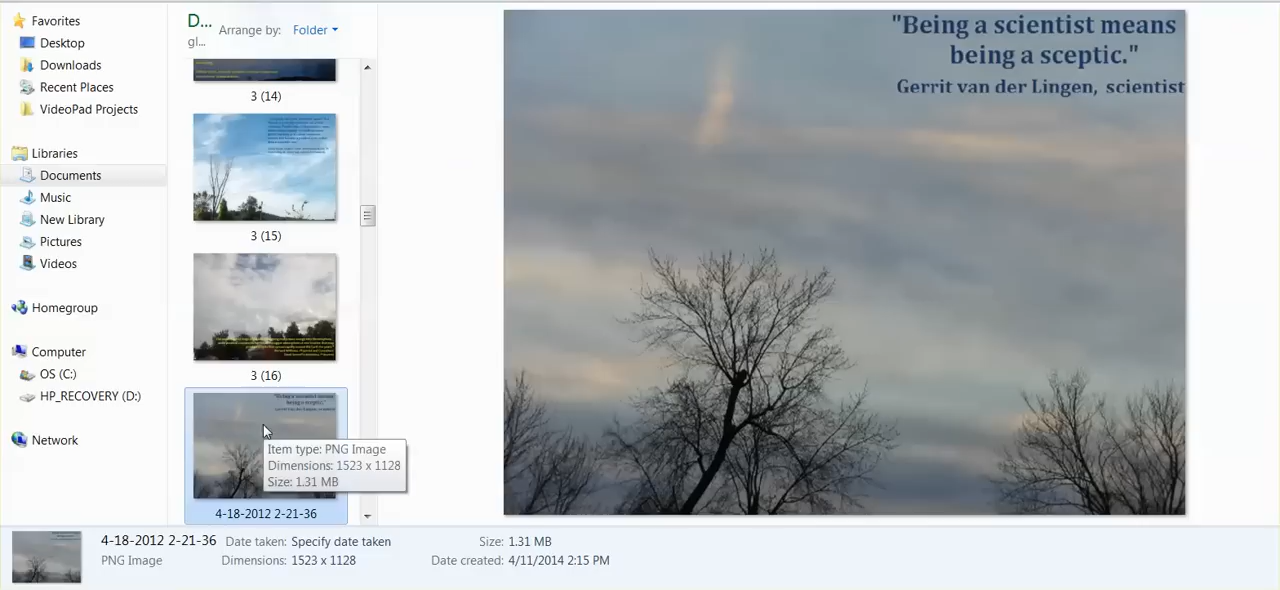 Favorites
Desktop
Downloads
Recent Places
VideoPad Projects
Libraries
Documents
Music
New Library
Pictures
Videos
Homegroup
Computer
OS (C:)
HP_RECOVERY (D:)
Network
D...
gl...
Arrange by: Folder
3 (14)
3 (15)
3 (16)
Item type: PNG Image
Dimensions: 1523 x 1128
Size: 1.31 MB
4-18-2012 2-21-36
"Being a scientist means
being a sceptic."
Gerrit van der Lingen, scientist
4-18-2012 2-21-36 Date taken: Specify date taken Size: 1.31 MB
PNG Image Dimensions: 1523 x 1128 Date created: 4/11/2014 2:15 PM